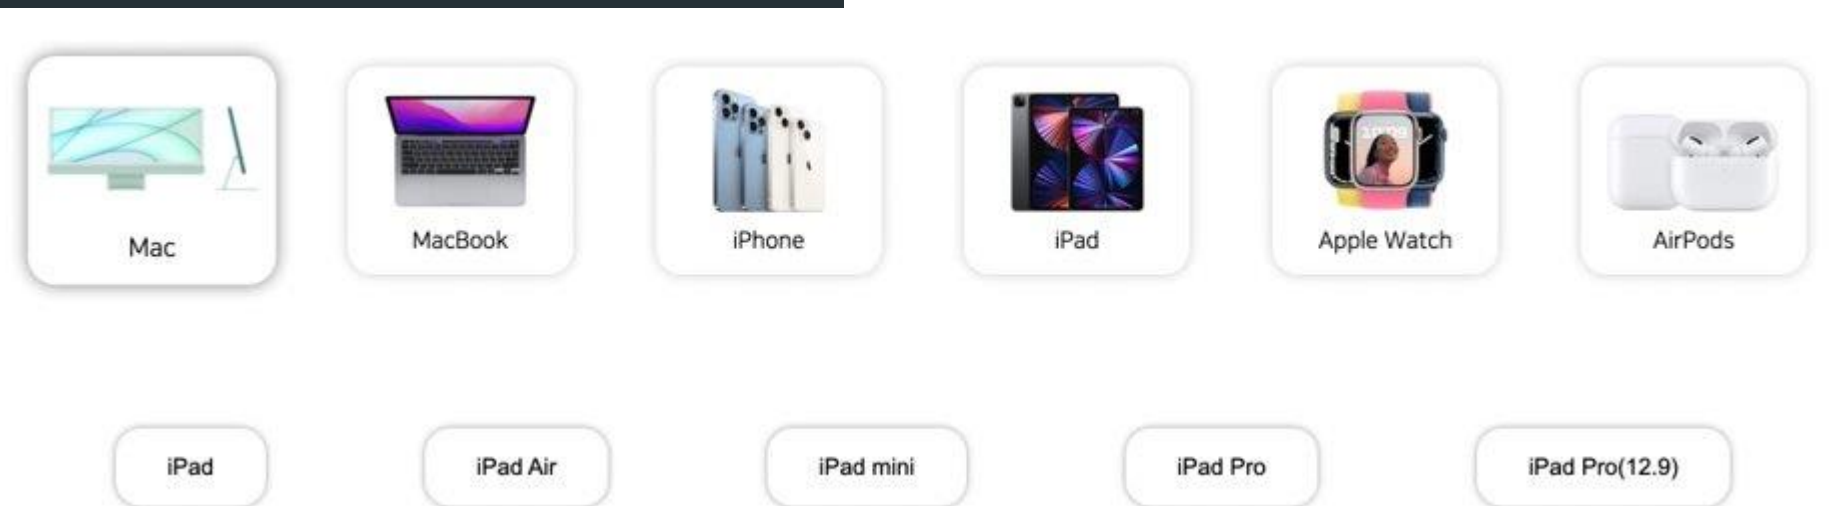 Mac
MacBook
iPhone
iPad
Apple Watch
AirPods
iPad
iPad Air
iPad mini
iPad Pro
iPad Pro(12.9)